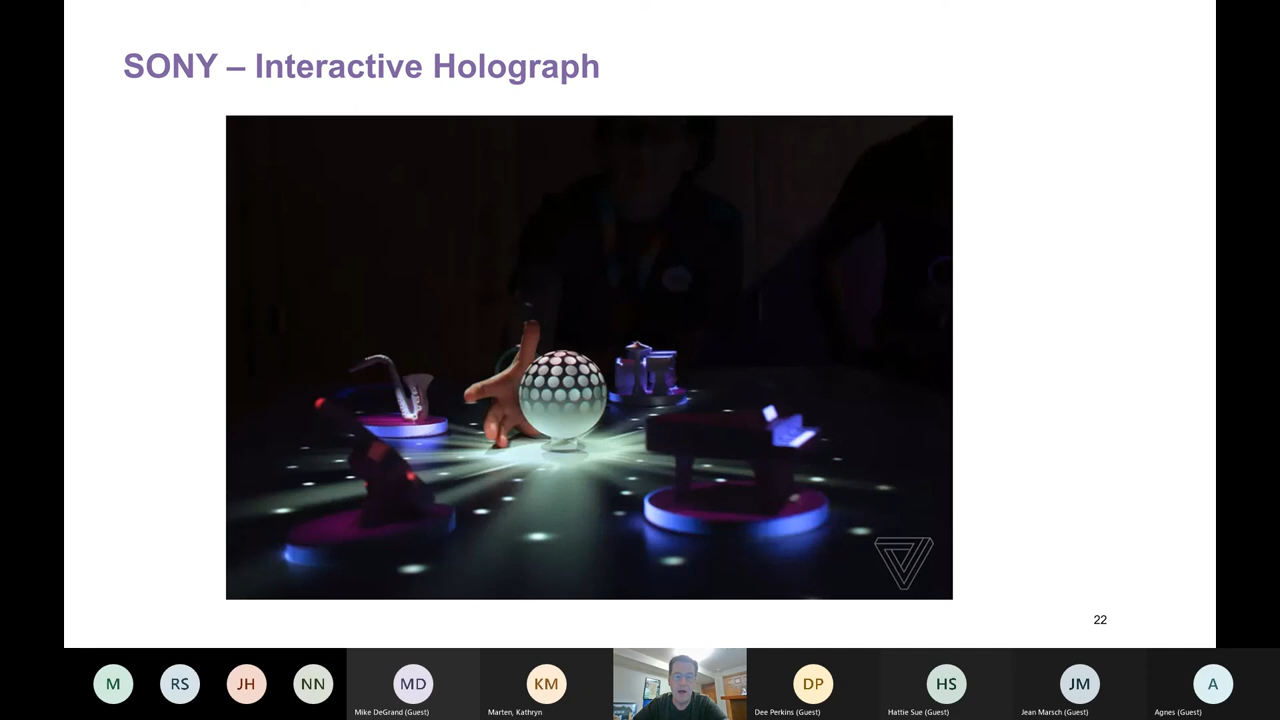 SONY – Interactive Holograph
22
M
RS
JH
NN
MD
KM
DP
HS
JM
A
Mike DeGrand (Guest)
Marten, Kathryn
Dee Perkins (Guest)
Hattie Sue (Guest)
Jean Marsch (Guest)
Agnes (Guest)